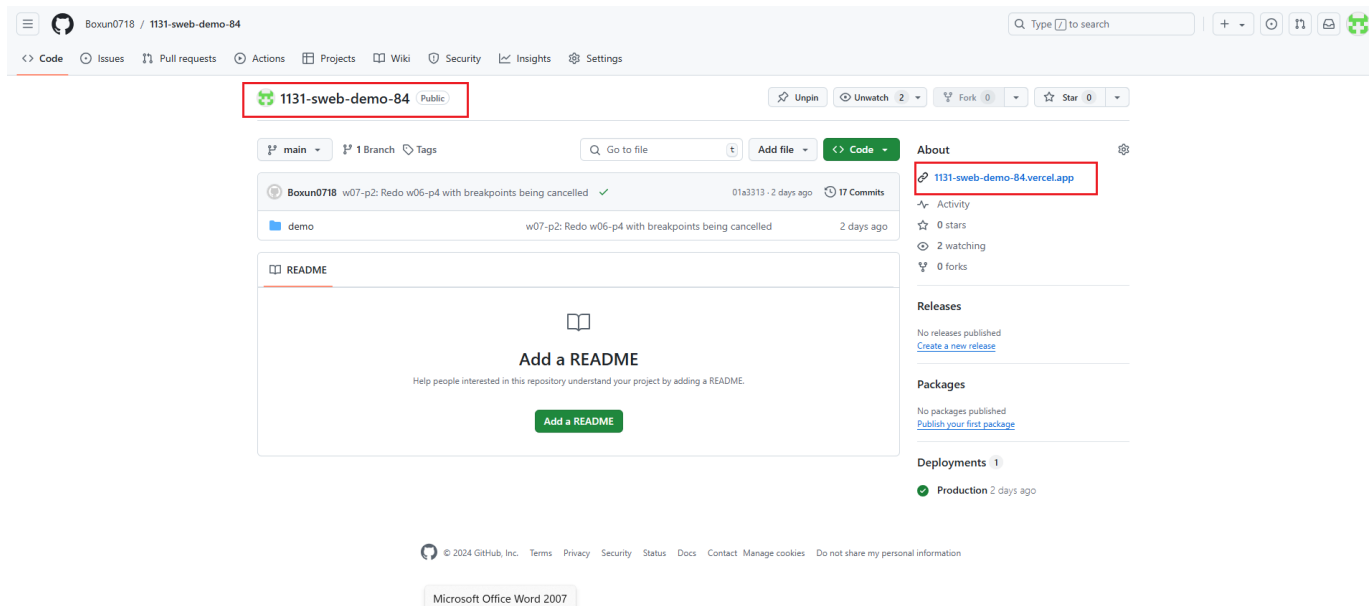 Boxun0718 / 1131-sweb-demo-84
Type / to search
Code Issues Pull requests Actions Projects Wiki Security Insights Settings
1131-sweb-demo-84 Public
Unpin Unwatch 2 Fork 0 Star 0
main 1 Branch Tags Go to file t Add file Code
Boxun0718 w07-p2: Redo w06-p4 with breakpoints being cancelled 01a3313 · 2 days ago 17 Commits
demo w07-p2: Redo w06-p4 with breakpoints being cancelled 2 days ago
README
Add a README
Help people interested in this repository understand your project by adding a README.
Add a README
About
1131-sweb-demo-84.vercel.app
Activity
0 stars
2 watching
0 forks
Releases
No releases published
Create a new release
Packages
No packages published
Publish your first package
Deployments 1
Production 2 days ago
© 2024 GitHub, Inc. Terms Privacy Security Status Docs Contact Manage cookies Do not share my personal information
Microsoft Office Word 2007